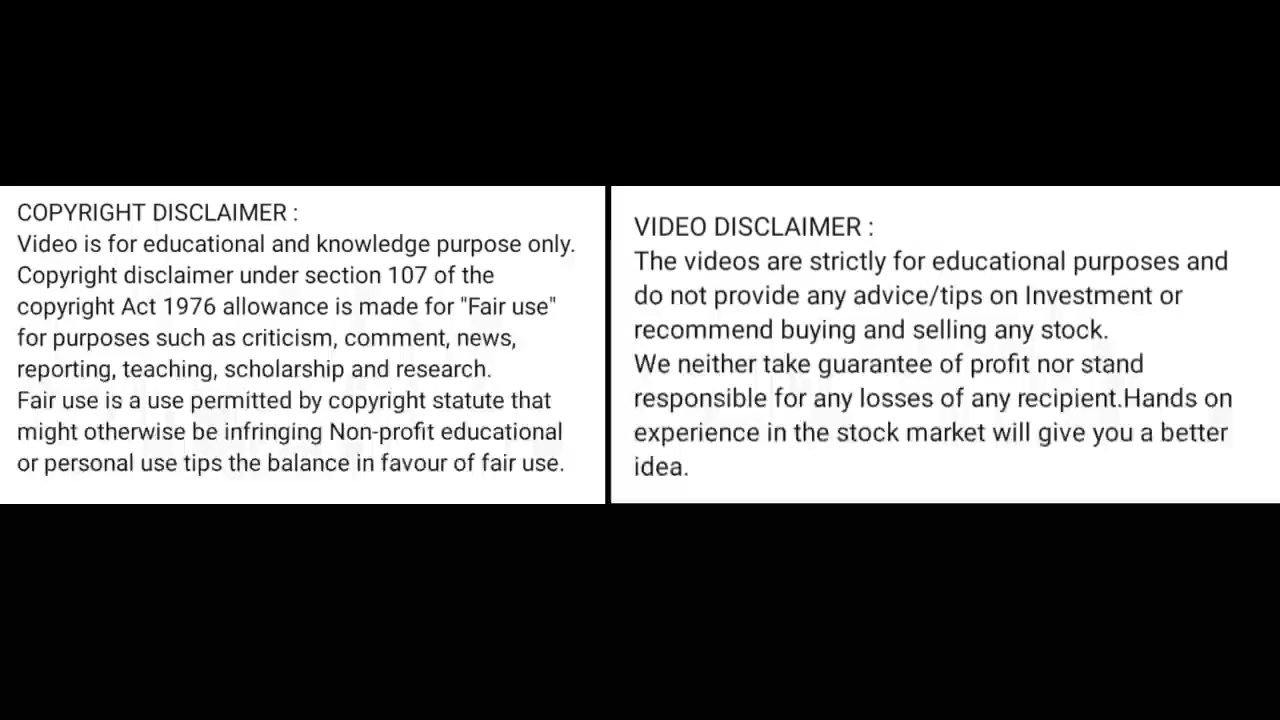 COPYRIGHT DISCLAIMER :
Video is for educational and knowledge purpose only.
Copyright disclaimer under section 107 of the
copyright Act 1976 allowance is made for "Fair use"
for purposes such as criticism, comment, news,
reporting, teaching, scholarship and research.
Fair use is a use permitted by copyright statute that
might otherwise be infringing Non-profit educational
or personal use tips the balance in favour of fair use.
VIDEO DISCLAIMER :
The videos are strictly for educational purposes and
do not provide any advice/tips on Investment or
recommend buying and selling any stock.
We neither take guarantee of profit nor stand
responsible for any losses of any recipient.Hands on
experience in the stock market will give you a better
idea.